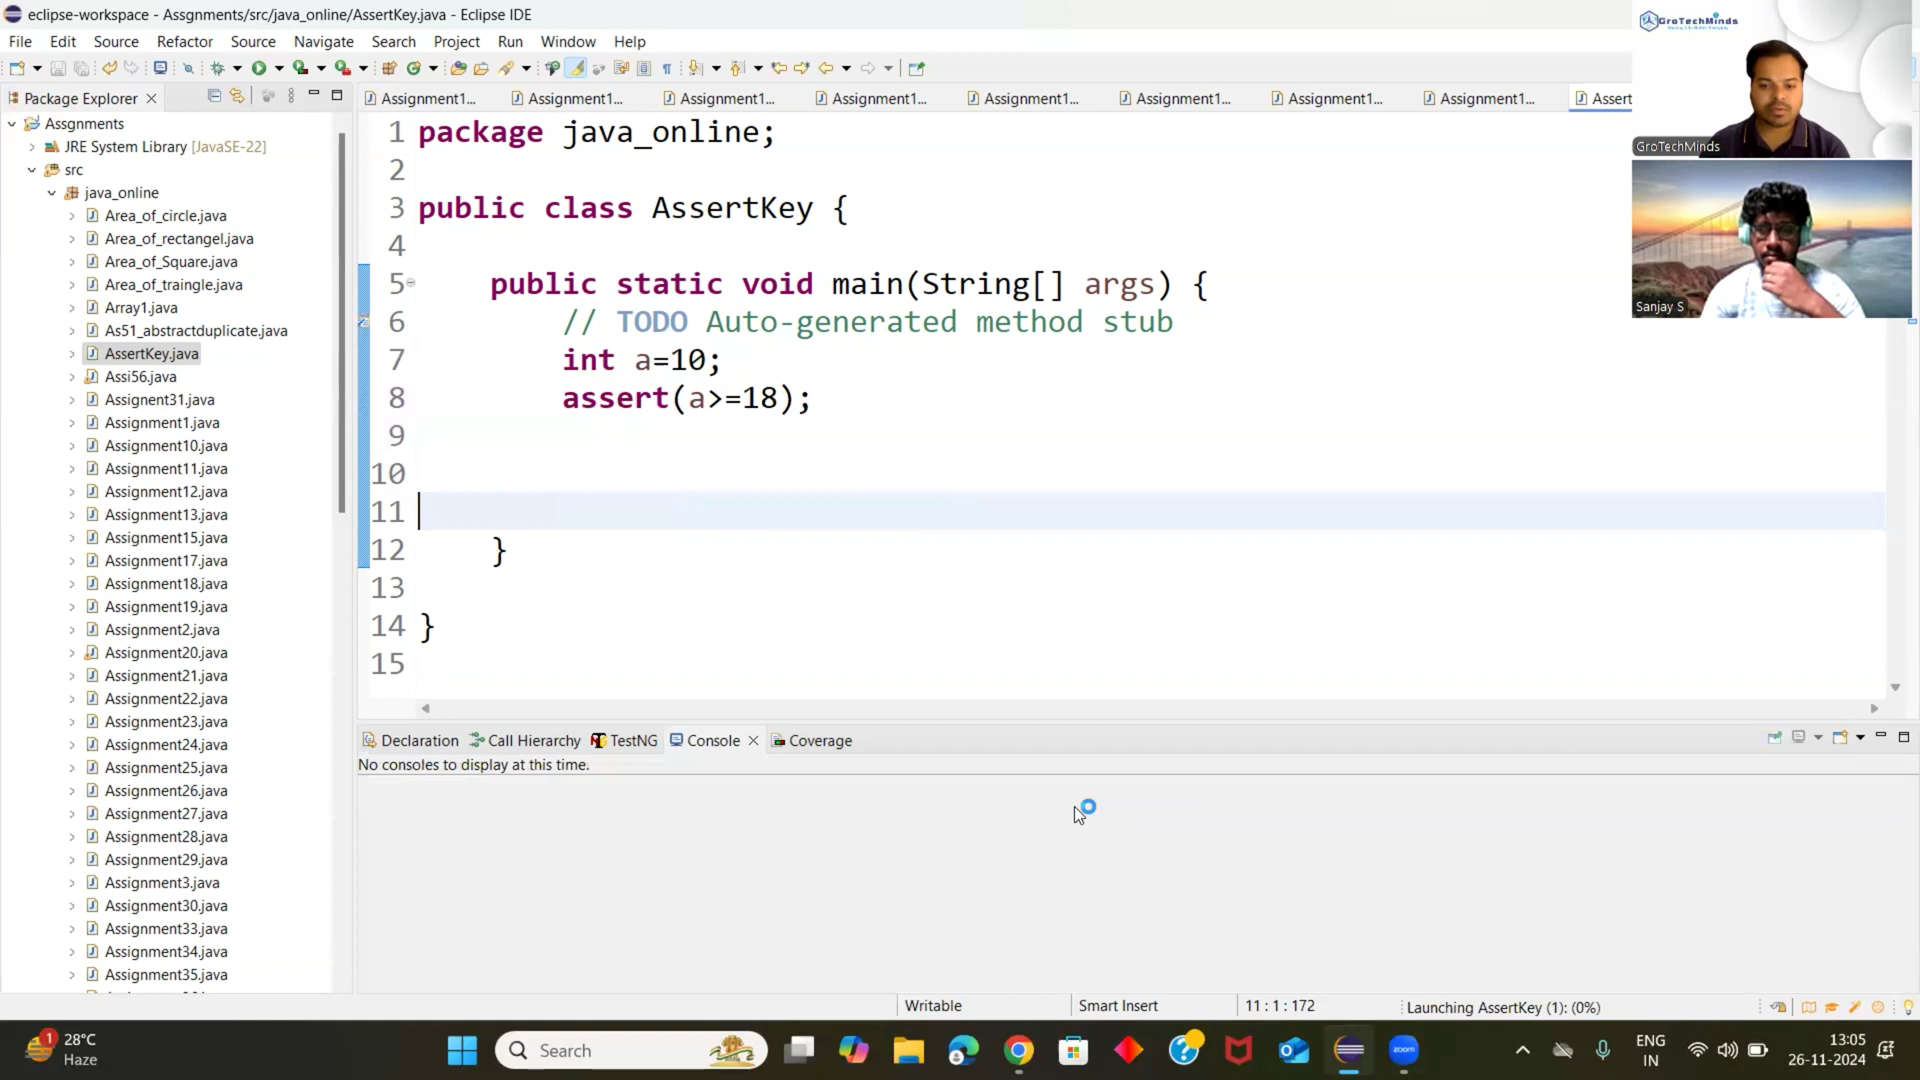 eclipse-workspace - Assgnments/src/java_online/AssertKey.java - Eclipse IDE
File Edit Source Refactor Source Navigate Search Project Run Window Help
Package Explorer
Assignment1... Assignment1... Assignment1... Assignment1... Assignment1... Assignment1... Assignment1... Assignment1... Assert
Assgnments
JRE System Library [JavaSE-22]
src
java_online
Area_of_circle.java
Area_of_rectangel.java
Area_of_Square.java
Area_of_traingle.java
Array1.java
As51_abstractduplicate.java
AssertKey.java
Assi56.java
Assignent31.java
Assignment1.java
Assignment10.java
Assignment11.java
Assignment12.java
Assignment13.java
Assignment15.java
Assignment17.java
Assignment18.java
Assignment19.java
Assignment2.java
Assignment20.java
Assignment21.java
Assignment22.java
Assignment23.java
Assignment24.java
Assignment25.java
Assignment26.java
Assignment27.java
Assignment28.java
Assignment29.java
Assignment3.java
Assignment30.java
Assignment33.java
Assignment34.java
Assignment35.java
1 package java_online;
2
3 public class AssertKey {
4
5 public static void main(String[] args) {
6 // TODO Auto-generated method stub
7 int a=10;
8 assert(a>=18);
9
10
11
12 }
13
14 }
15
GroTechMinds
GroTechMinds
Sanjay S
Declaration Call Hierarchy TestNG Console Coverage
No consoles to display at this time.
Writable Smart Insert 11 : 1 : 172 Launching AssertKey (1): (0%)
1 28°C
Haze
Search
zoom
ENG
IN
13:05
26-11-2024